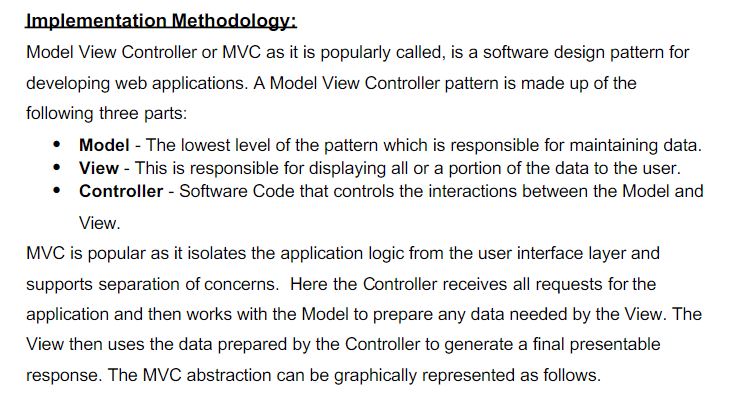 Implementation Methodology:
Model View Controller or MVC as it is popularly called, is a software design pattern for
developing web applications. A Model View Controller pattern is made up of the
following three parts:
• Model - The lowest level of the pattern which is responsible for maintaining data.
• View - This is responsible for displaying all or a portion of the data to the user.
• Controller - Software Code that controls the interactions between the Model and
View.
MVC is popular as it isolates the application logic from the user interface layer and
supports separation of concerns.  Here the Controller receives all requests for the
application and then works with the Model to prepare any data needed by the View. The
View then uses the data prepared by the Controller to generate a final presentable
response. The MVC abstraction can be graphically represented as follows.